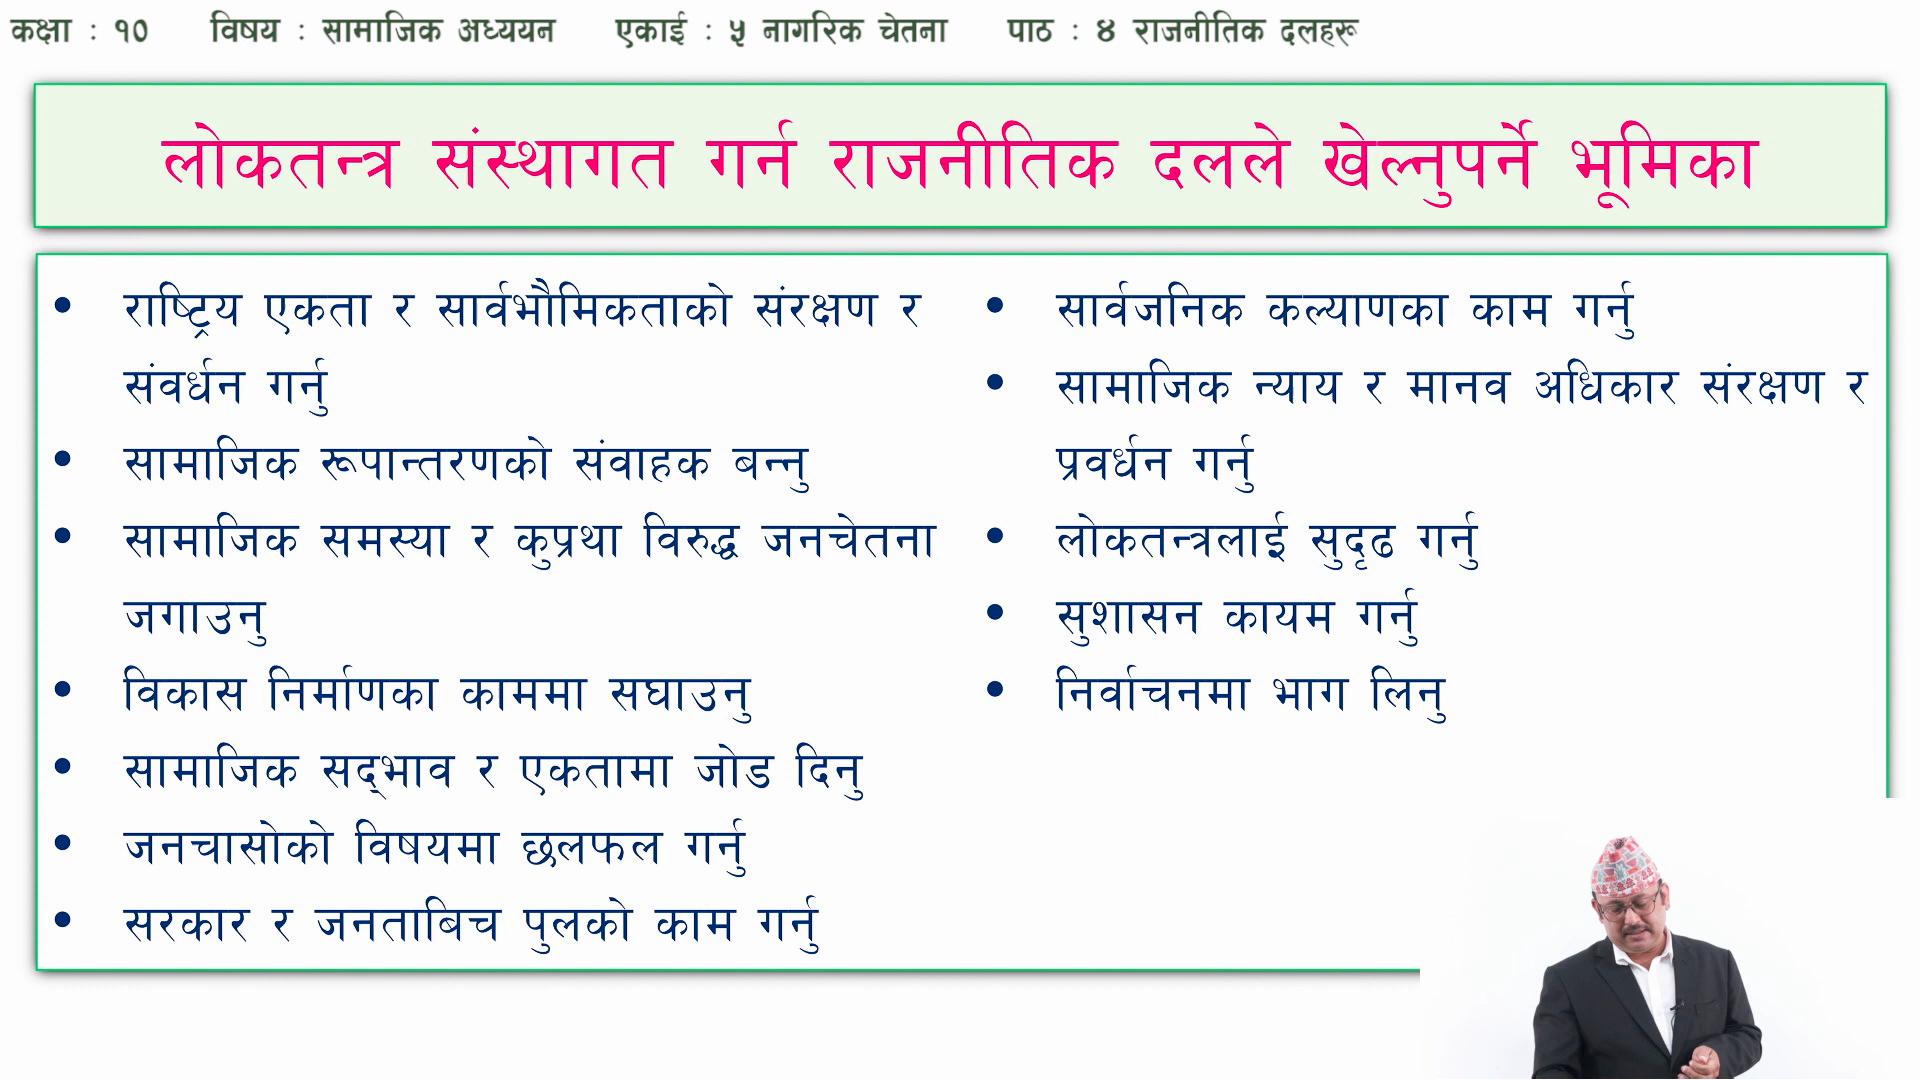 कक्षा : १० विषय : सामाजिक अध्ययन एकाई : ५ नागरिक चेतना पाठ : ४ राजनीतिक दलहरू
लोकतन्त्र संस्थागत गर्न राजनीतिक दलले खेल्नुपर्ने भूमिका
• राष्ट्रिय एकता र सार्वभौमिकताको संरक्षण र
संवर्धन गर्नु
• सामाजिक रूपान्तरणको संवाहक बन्नु
• सामाजिक समस्या र कुप्रथा विरुद्ध जनचेतना
जगाउनु
• विकास निर्माणका काममा सघाउनु
• सामाजिक सद्‌भाव र एकतामा जोड दिनु
• जनचासोको विषयमा छलफल गर्नु
• सरकार र जनताबिच पुलको काम गर्नु
• सार्वजनिक कल्याणका काम गर्नु
• सामाजिक न्याय र मानव अधिकार संरक्षण र
प्रवर्धन गर्नु
• लोकतन्त्रलाई सुदृढ गर्नु
• सुशासन कायम गर्नु
• निर्वाचनमा भाग लिनु